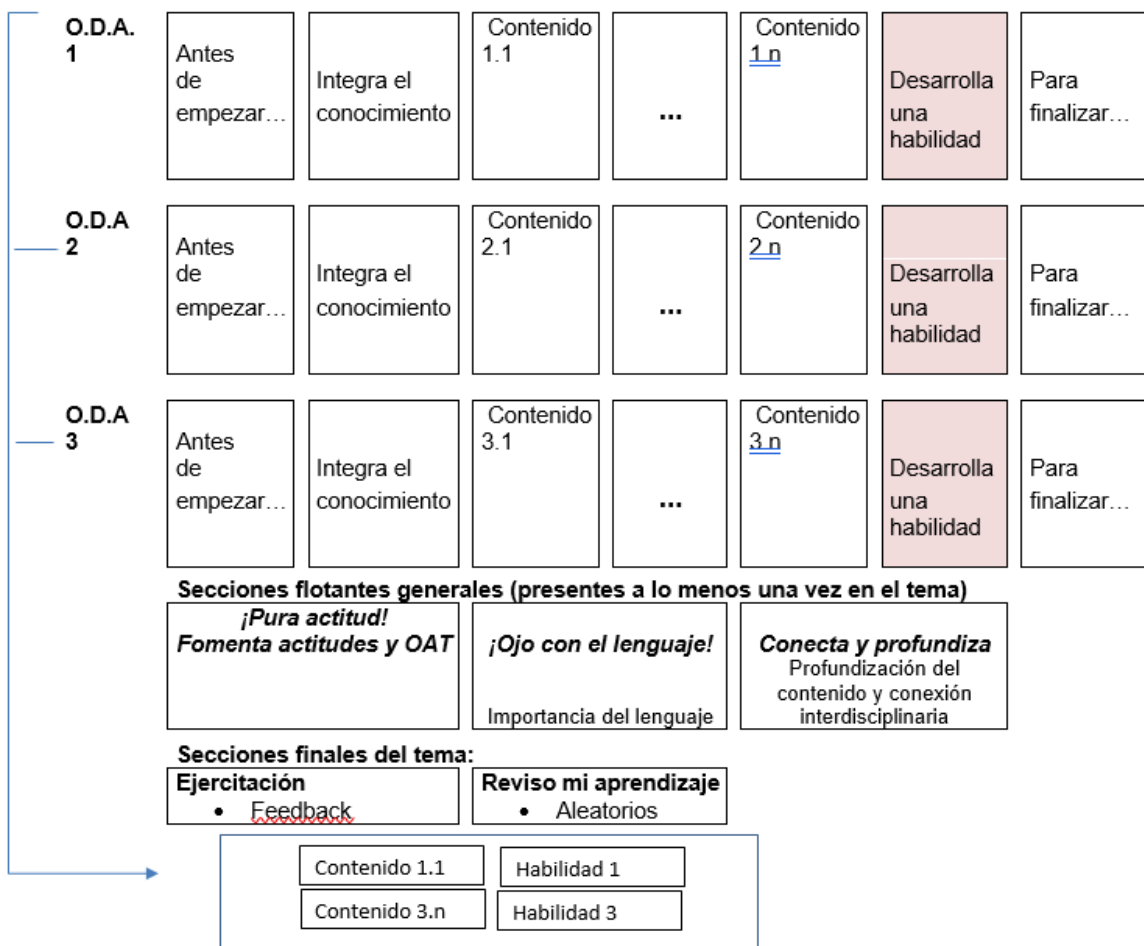 O.D.A.
1
Antes
de
empezar…
Integra el
conocimiento
Contenido
1.1
...
Contenido
1.n
Desarrolla
una
habilidad
Para
finalizar…
O.D.A
2
Antes
de
empezar…
Integra el
conocimiento
Contenido
2.1
...
Contenido
2.n
Desarrolla
una
habilidad
Para
finalizar…
O.D.A
3
Antes
de
empezar…
Integra el
conocimiento
Contenido
3.1
...
Contenido
3.n
Desarrolla
una
habilidad
Para
finalizar…
Secciones flotantes generales (presentes a lo menos una vez en el tema)
¡Pura actitud!
Fomenta actitudes y OAT
¡Ojo con el lenguaje!
Importancia del lenguaje
Conecta y profundiza
Profundización del
contenido y conexión
interdisciplinaria
Secciones finales del tema:
Ejercitación
• Feedback
Reviso mi aprendizaje
• Aleatorios
Contenido 1.1
Habilidad 1
Contenido 3.n
Habilidad 3